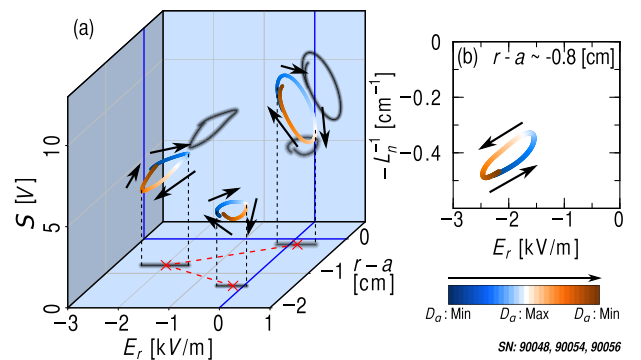 (a)
S [V]
10
5
0
−3 −2 −1 0 1
E_r [kV/m]
0
−1
−2
r − a
[cm]
(b) r - a ~ -0.8 [cm]
−L_n^{-1} [cm^{-1}]
0
−0.2
−0.4
−3 −2 −1 0
E_r [kV/m]
D_α: Min D_α: Max D_α: Min
SN: 90048, 90054, 90056